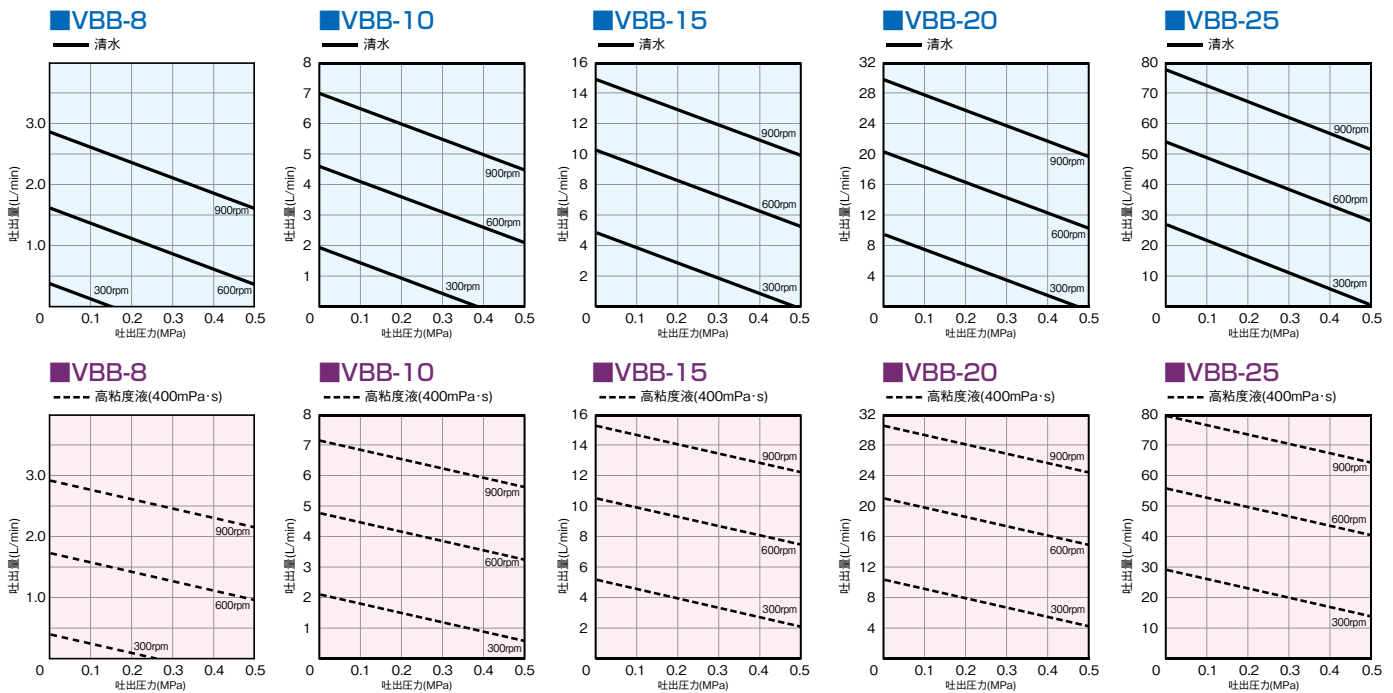 ■VBB-8
清水
3.0
2.0
1.0
0
0.1
0.2
0.3
0.4
0.5
吐出量(L/min)
吐出圧力(MPa)
900rpm
600rpm
300rpm
■VBB-10
清水
8
7
6
5
4
3
2
1
0
0.1
0.2
0.3
0.4
0.5
吐出量(L/min)
吐出圧力(MPa)
900rpm
600rpm
300rpm
■VBB-15
清水
16
14
12
10
8
6
4
2
0
0.1
0.2
0.3
0.4
0.5
吐出量(L/min)
吐出圧力(MPa)
900rpm
600rpm
300rpm
■VBB-20
清水
32
28
24
20
16
12
8
4
0
0.1
0.2
0.3
0.4
0.5
吐出量(L/min)
吐出圧力(MPa)
900rpm
600rpm
300rpm
■VBB-25
清水
80
70
60
50
40
30
20
10
0
0.1
0.2
0.3
0.4
0.5
吐出量(L/min)
吐出圧力(MPa)
900rpm
600rpm
300rpm
■VBB-8
高粘度液(400mPa·s)
3.0
2.0
1.0
0
0.1
0.2
0.3
0.4
0.5
吐出量(L/min)
吐出圧力(MPa)
900rpm
600rpm
300rpm
■VBB-10
高粘度液(400mPa·s)
8
7
6
5
4
3
2
1
0
0.1
0.2
0.3
0.4
0.5
吐出量(L/min)
吐出圧力(MPa)
900rpm
600rpm
300rpm
■VBB-15
高粘度液(400mPa·s)
16
14
12
10
8
6
4
2
0
0.1
0.2
0.3
0.4
0.5
吐出量(L/min)
吐出圧力(MPa)
900rpm
600rpm
300rpm
■VBB-20
高粘度液(400mPa·s)
32
28
24
20
16
12
8
4
0
0.1
0.2
0.3
0.4
0.5
吐出量(L/min)
吐出圧力(MPa)
900rpm
600rpm
300rpm
■VBB-25
高粘度液(400mPa·s)
80
70
60
50
40
30
20
10
0
0.1
0.2
0.3
0.4
0.5
吐出量(L/min)
吐出圧力(MPa)
900rpm
600rpm
300rpm